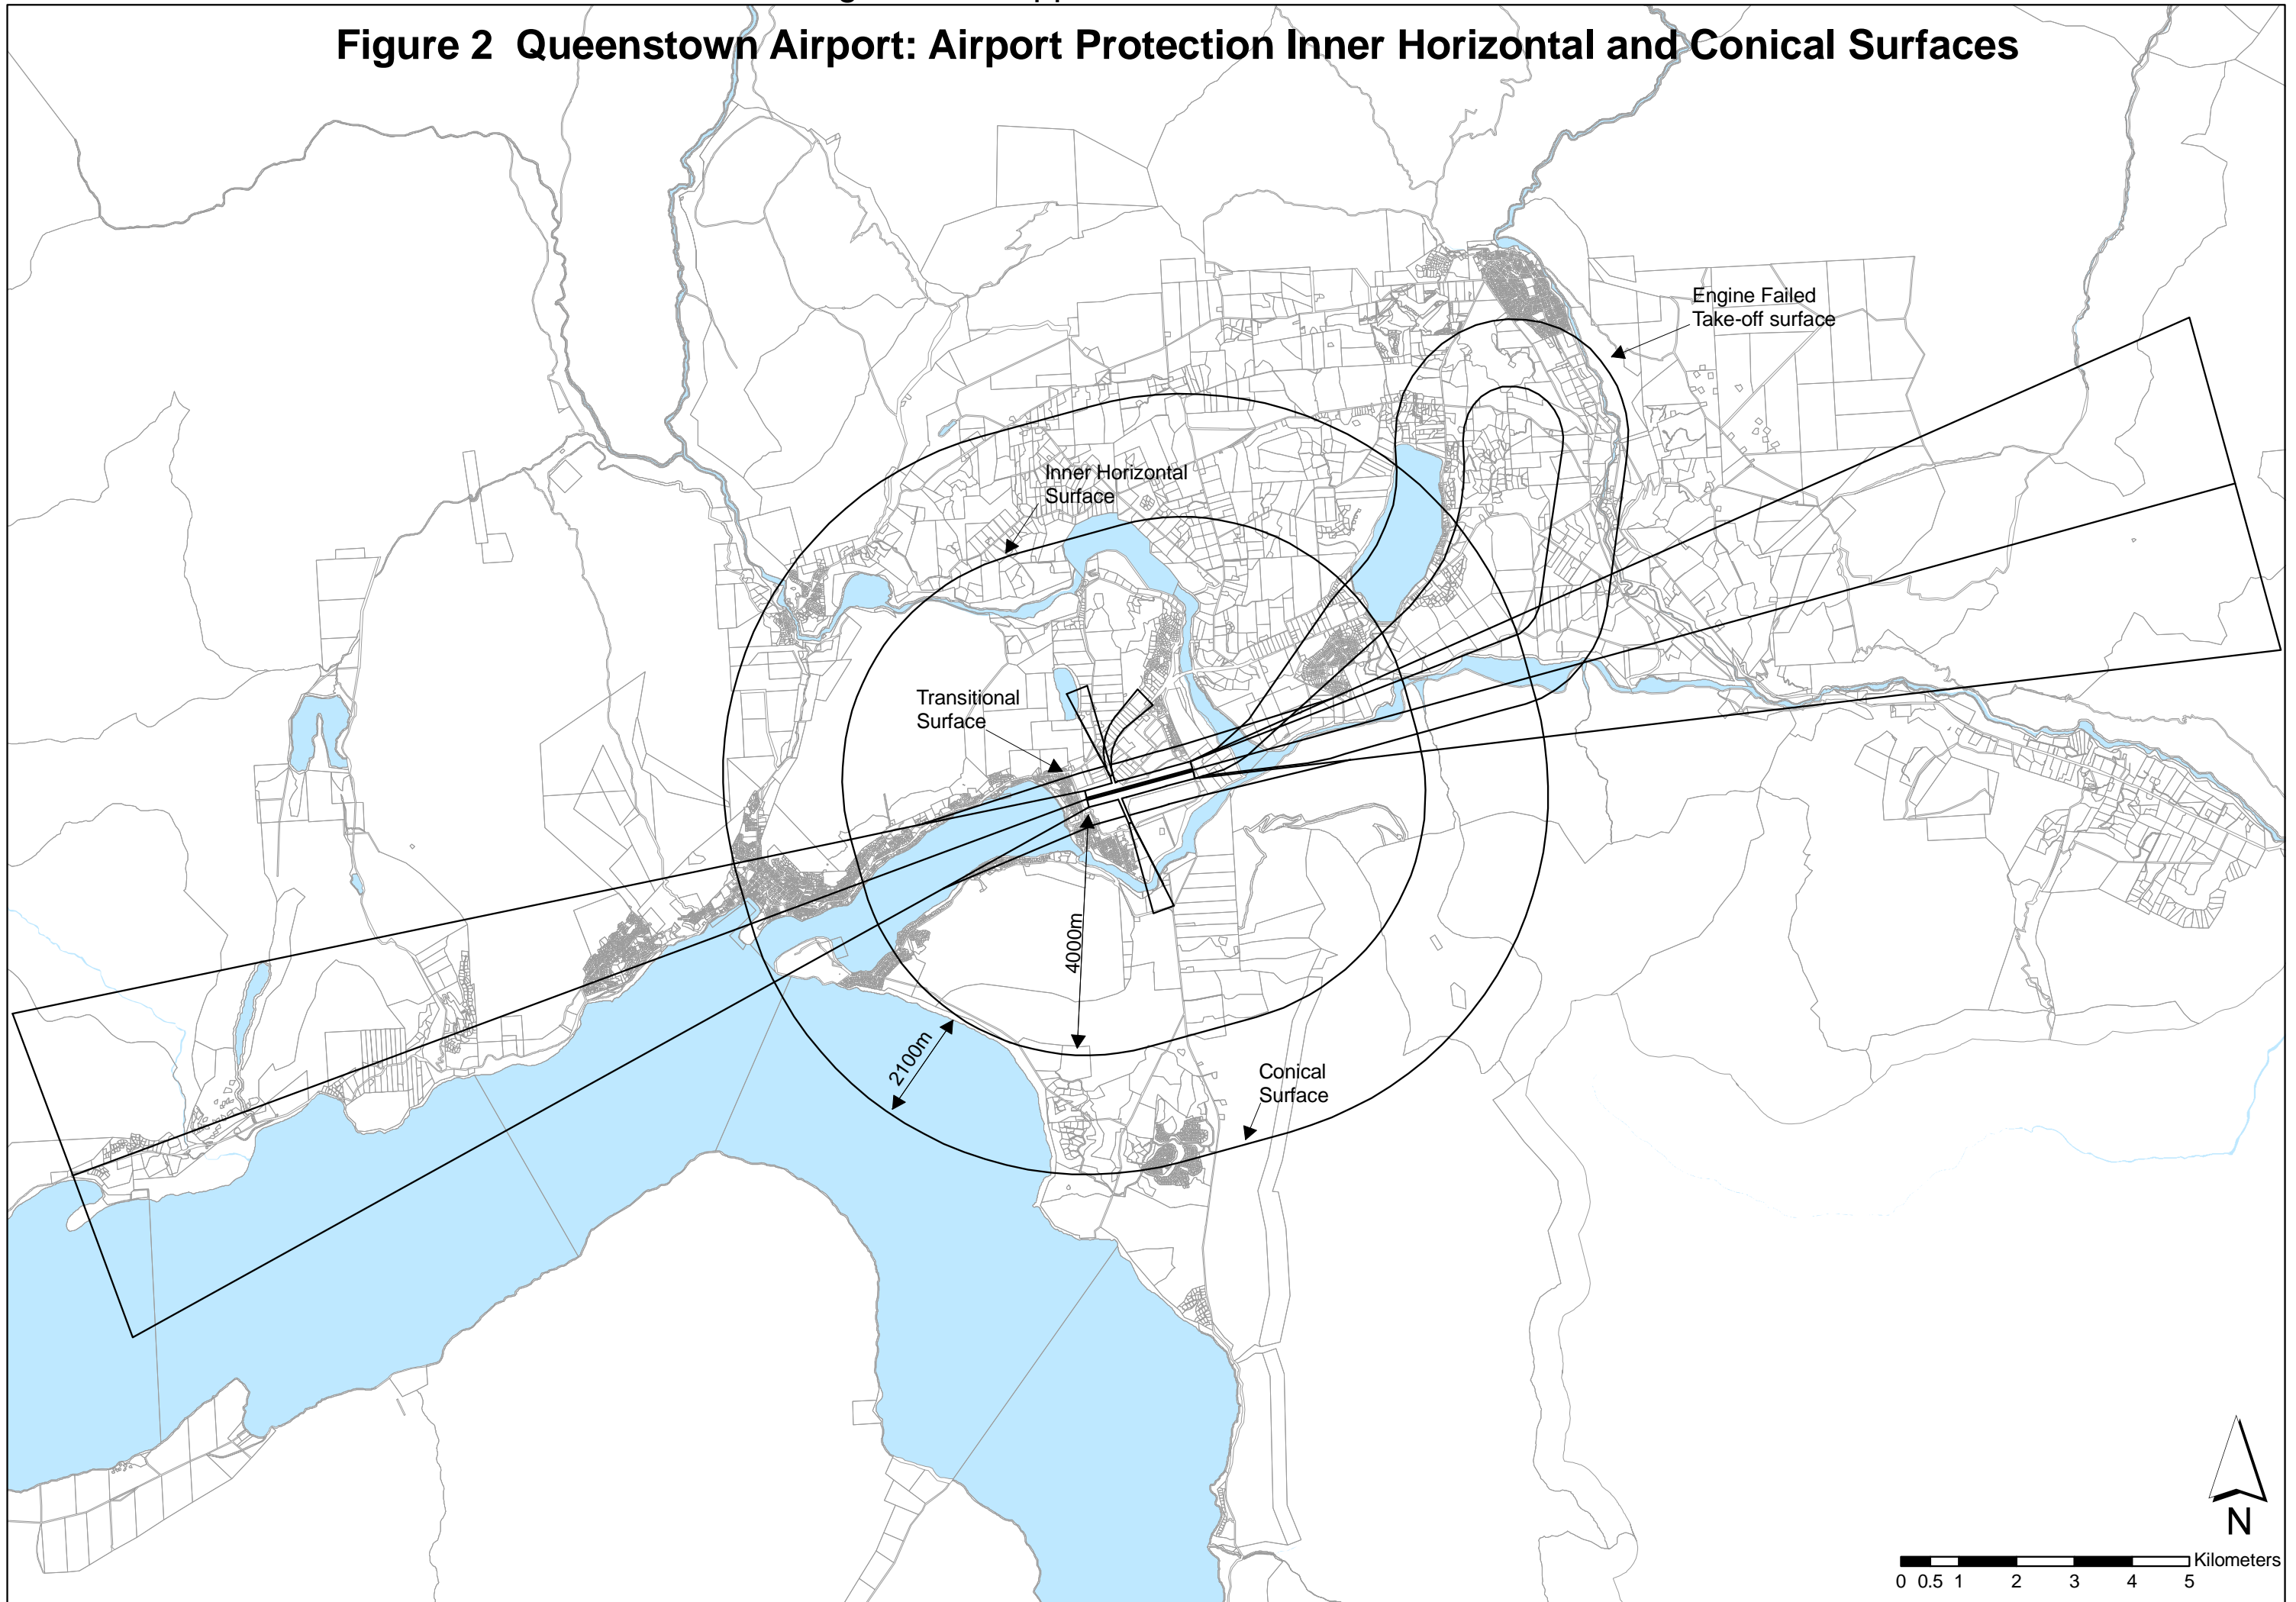 Figure 2 Queenstown Airport: Airport Protection Inner Horizontal and Conical Surfaces
Engine Failed
Take-off surface
Inner Horizontal
Surface
Transitional
Surface
4000m
2100m
Conical
Surface
N
Kilometers
0 0.5 1 2 3 4 5